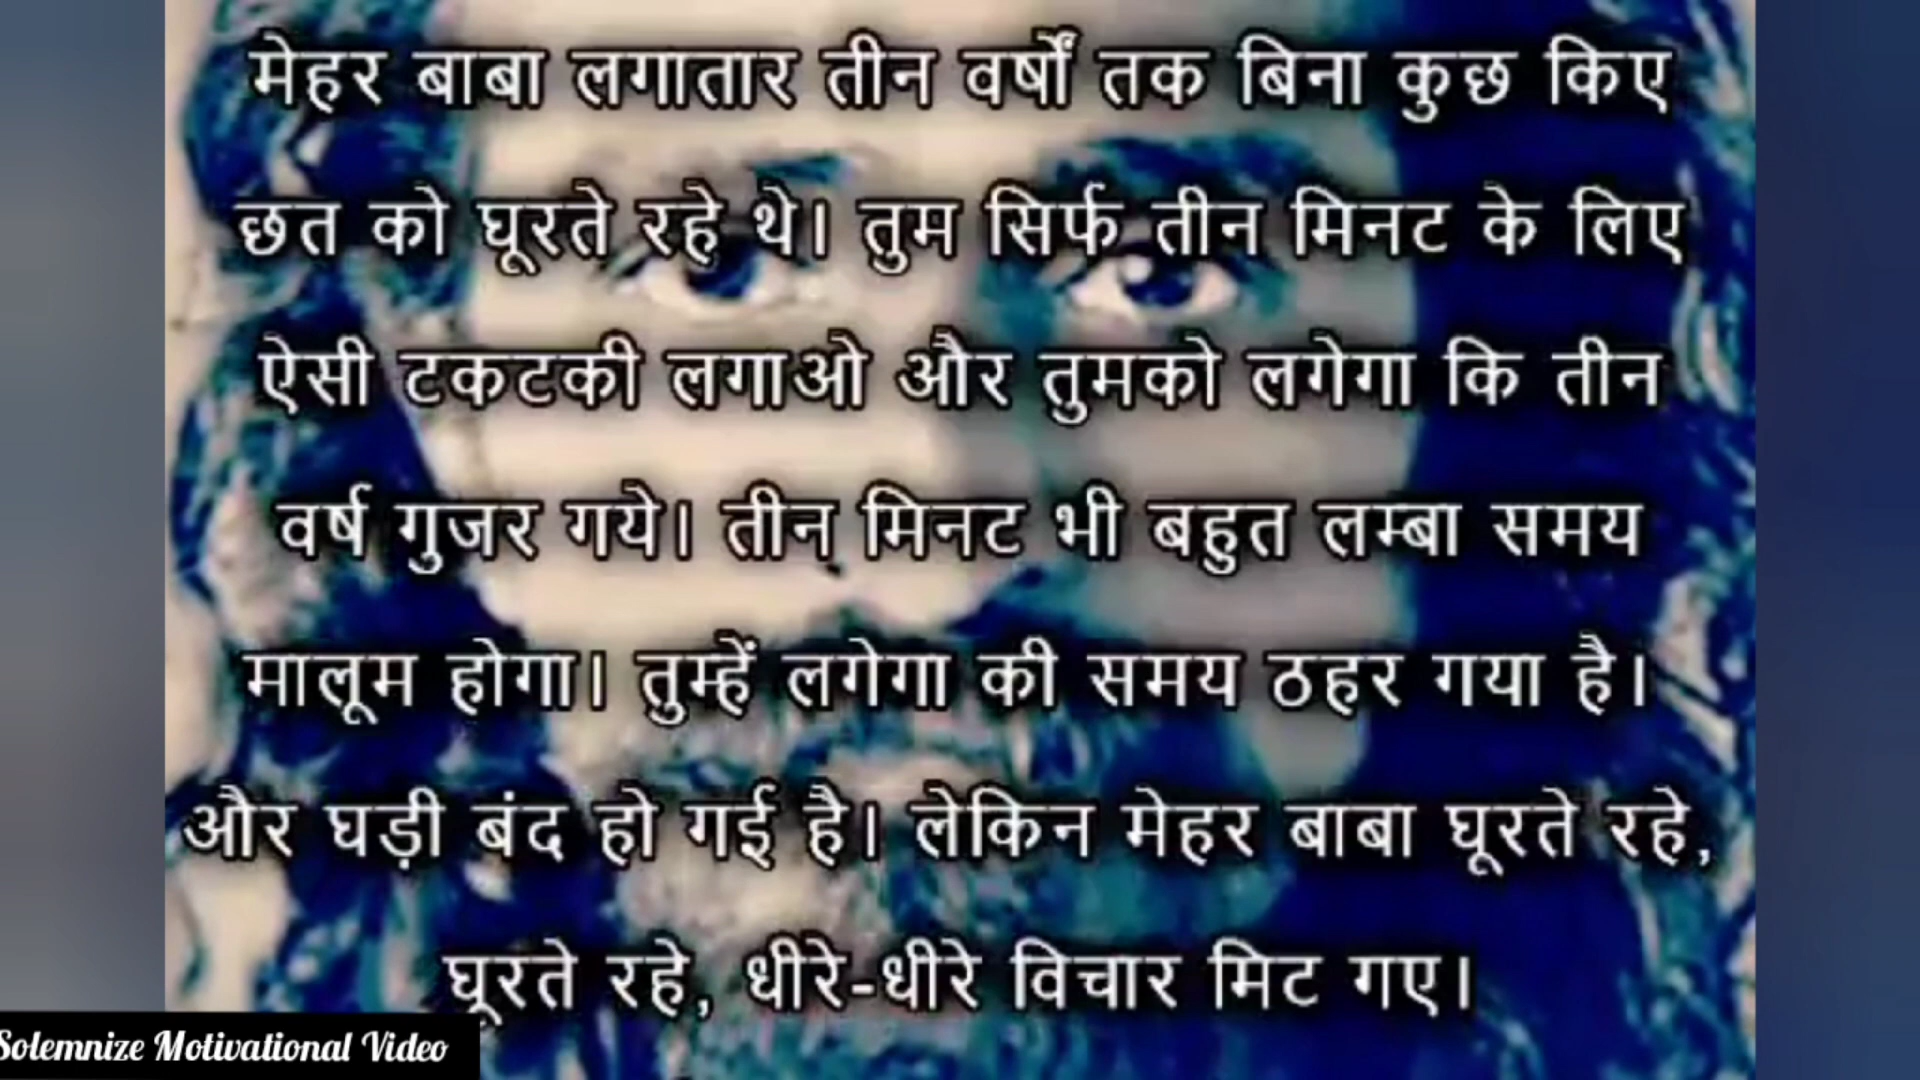 मेहर बाबा लगातार तीन वर्षों तक बिना कुछ किए
छत को घूरते रहे थे। तुम सिर्फ तीन मिनट के लिए
ऐसी टकटकी लगाओ और तुमको लगेगा कि तीन
वर्ष गुजर गये। तीन मिनट भी बहुत लम्बा समय
मालूम होगा। तुम्हें लगेगा की समय ठहर गया है।
और घड़ी बंद हो गई है। लेकिन मेहर बाबा घूरते रहे,
घूरते रहे, धीरे-धीरे विचार मिट गए।
Solemnize Motivational Video